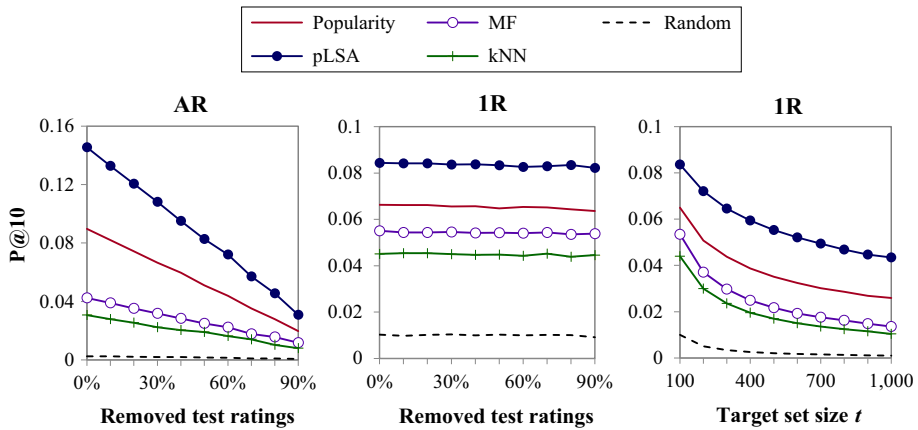 Popularity MF Random
pLSA kNN
AR 1R 1R
0.16 0.1 0.1
0.12 0.08 0.08
0.08 0.06 0.06
0.04 0.04 0.04
0.02 0.02
0 0 0
P@10
0% 30% 60% 90% 0% 30% 60% 90% 100 400 700 1,000
Removed test ratings Removed test ratings Target set size t